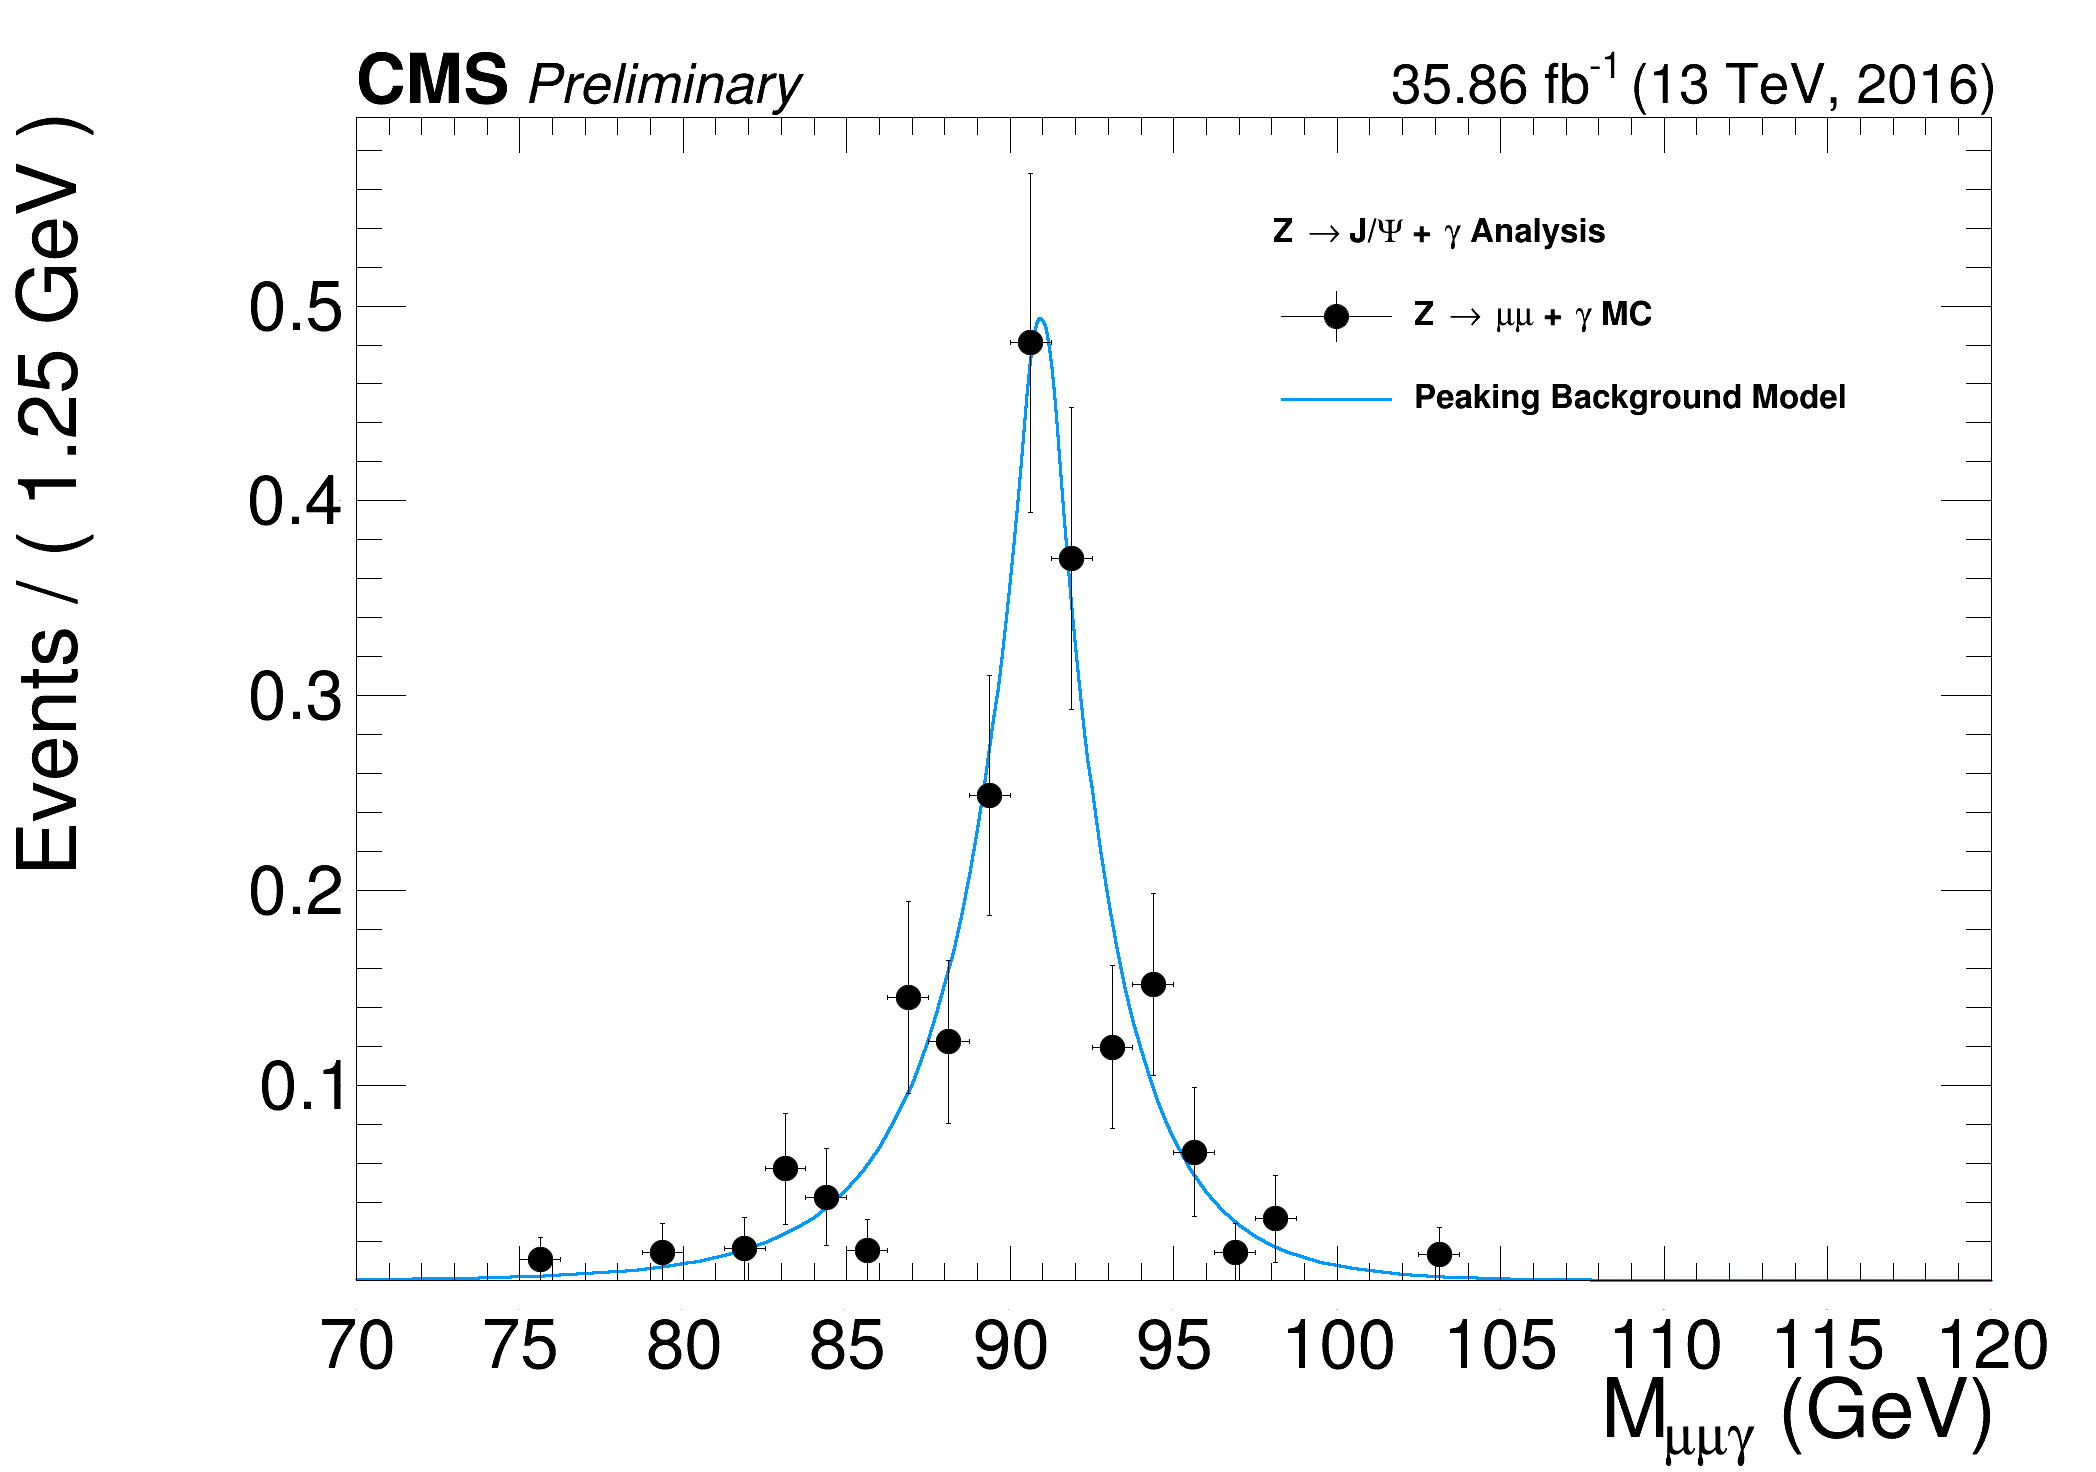 CMS Preliminary
35.86 fb⁻¹ (13 TeV, 2016)
Events / ( 1.25 GeV )
Z → J/Ψ + γ Analysis
Z → μμ + γ MC
Peaking Background Model
0.5
0.4
0.3
0.2
0.1
70 75 80 85 90 95 100 105 110 115 120
M_μμγ (GeV)